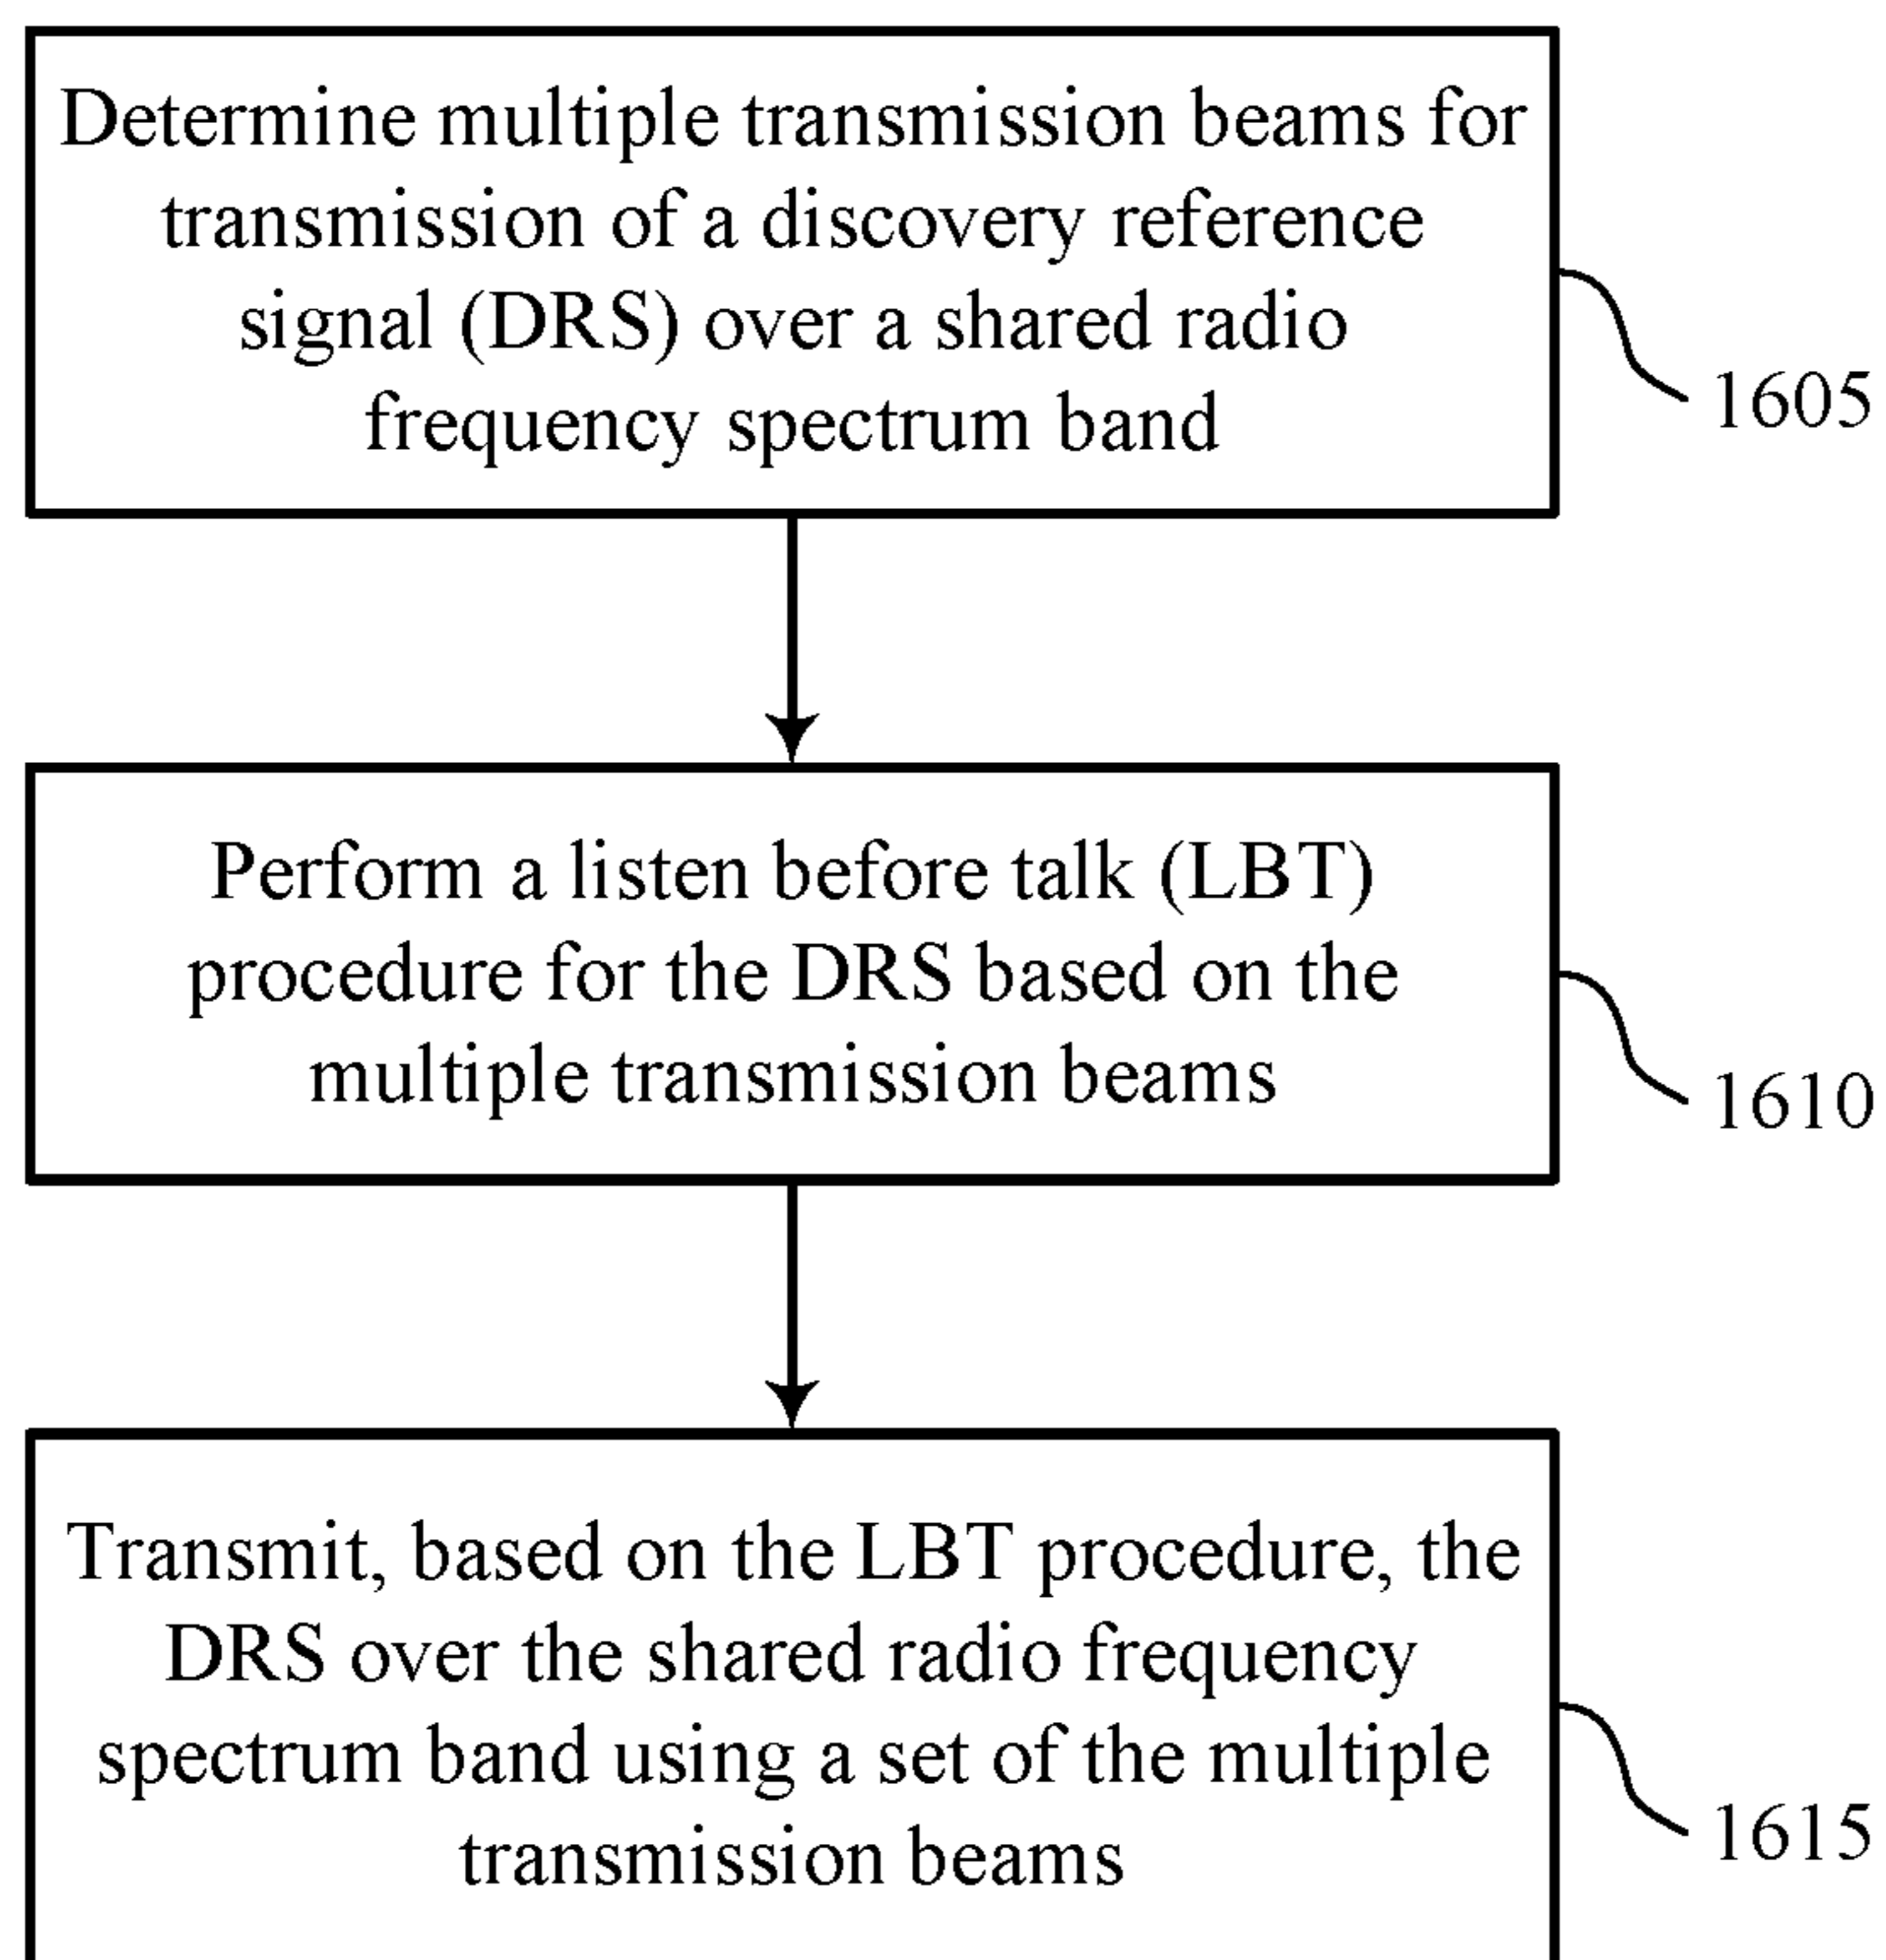 Determine multiple transmission beams for
transmission of a discovery reference
signal (DRS) over a shared radio
frequency spectrum band
1605
Perform a listen before talk (LBT)
procedure for the DRS based on the
multiple transmission beams
1610
Transmit, based on the LBT procedure, the
DRS over the shared radio frequency
spectrum band using a set of the multiple
transmission beams
1615